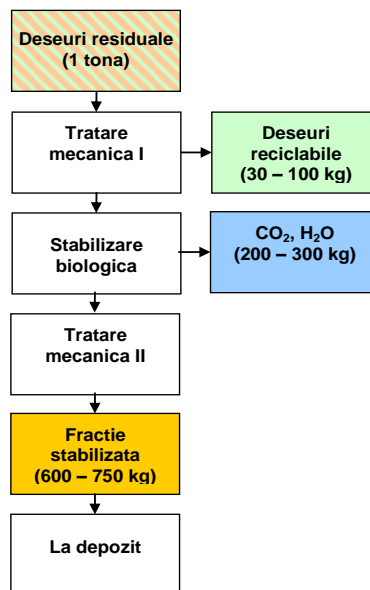 Deseuri residuale
(1 tona)
Tratare
mecanica I
Deseuri
reciclabile
(30 – 100 kg)
Stabilizare
biologica
CO₂, H₂O
(200 – 300 kg)
Tratare
mecanica II
Fractie
stabilizata
(600 – 750 kg)
La depozit